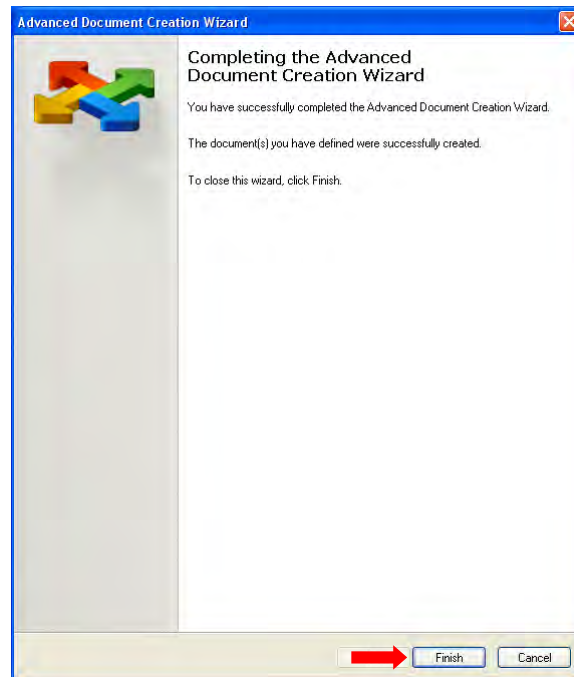 Advanced Document Creation Wizard
Completing the Advanced
Document Creation Wizard
You have successfully completed the Advanced Document Creation Wizard.
The document(s) you have defined were successfully created.
To close this wizard, click Finish.
Finish
Cancel